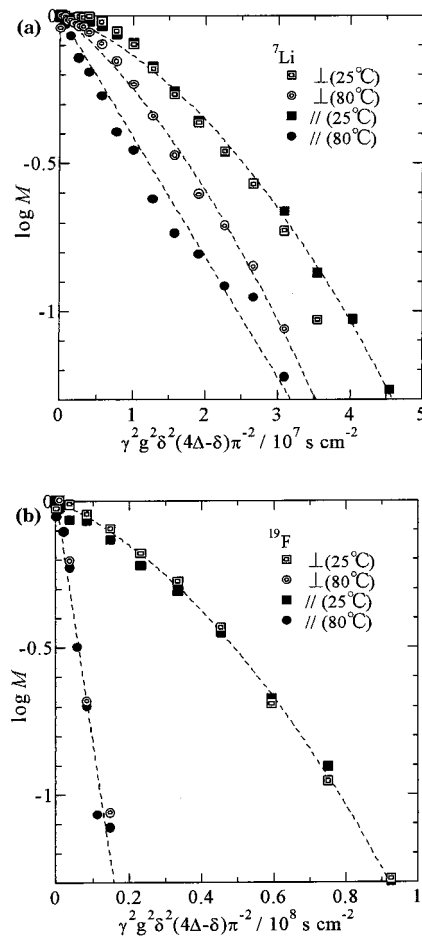 (a)
0
-0.5
-1
log M
⁷Li
⊥(25°C)
⊥(80°C)
//(25°C)
//(80°C)
0 1 2 3 4 5
γ²g²δ²(4Δ-δ)π⁻² / 10⁷ s cm⁻²
(b)
0
-0.5
-1
log M
¹⁹F
⊥(25°C)
⊥(80°C)
//(25°C)
//(80°C)
0 0.2 0.4 0.6 0.8 1
γ²g²δ²(4Δ-δ)π⁻² / 10⁸ s cm⁻²